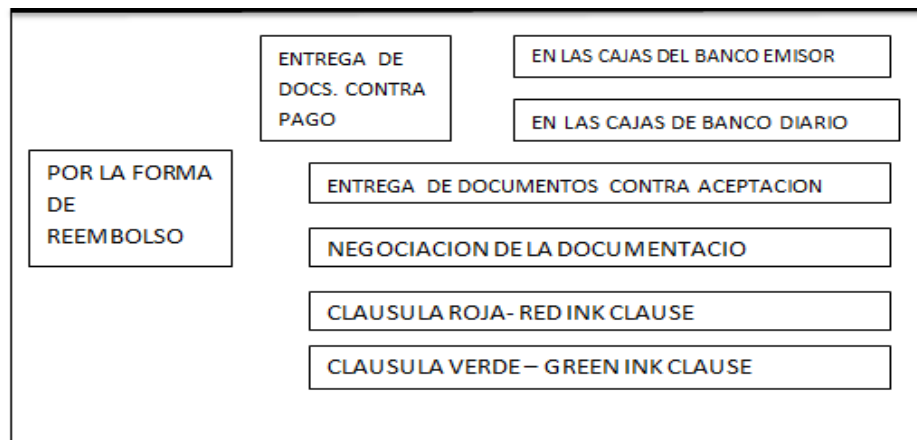 POR LA FORMA
DE
REEMBOLSO
ENTREGA DE
DOCS. CONTRA
PAGO
EN LAS CAJAS DEL BANCO EMISOR
EN LAS CAJAS DE BANCO DIARIO
ENTREGA DE DOCUMENTOS CONTRA ACEPTACION
NEGOCIACION DE LA DOCUMENTACIO
CLAUSULA ROJA- RED INK CLAUSE
CLAUSULA VERDE – GREEN INK CLAUSE